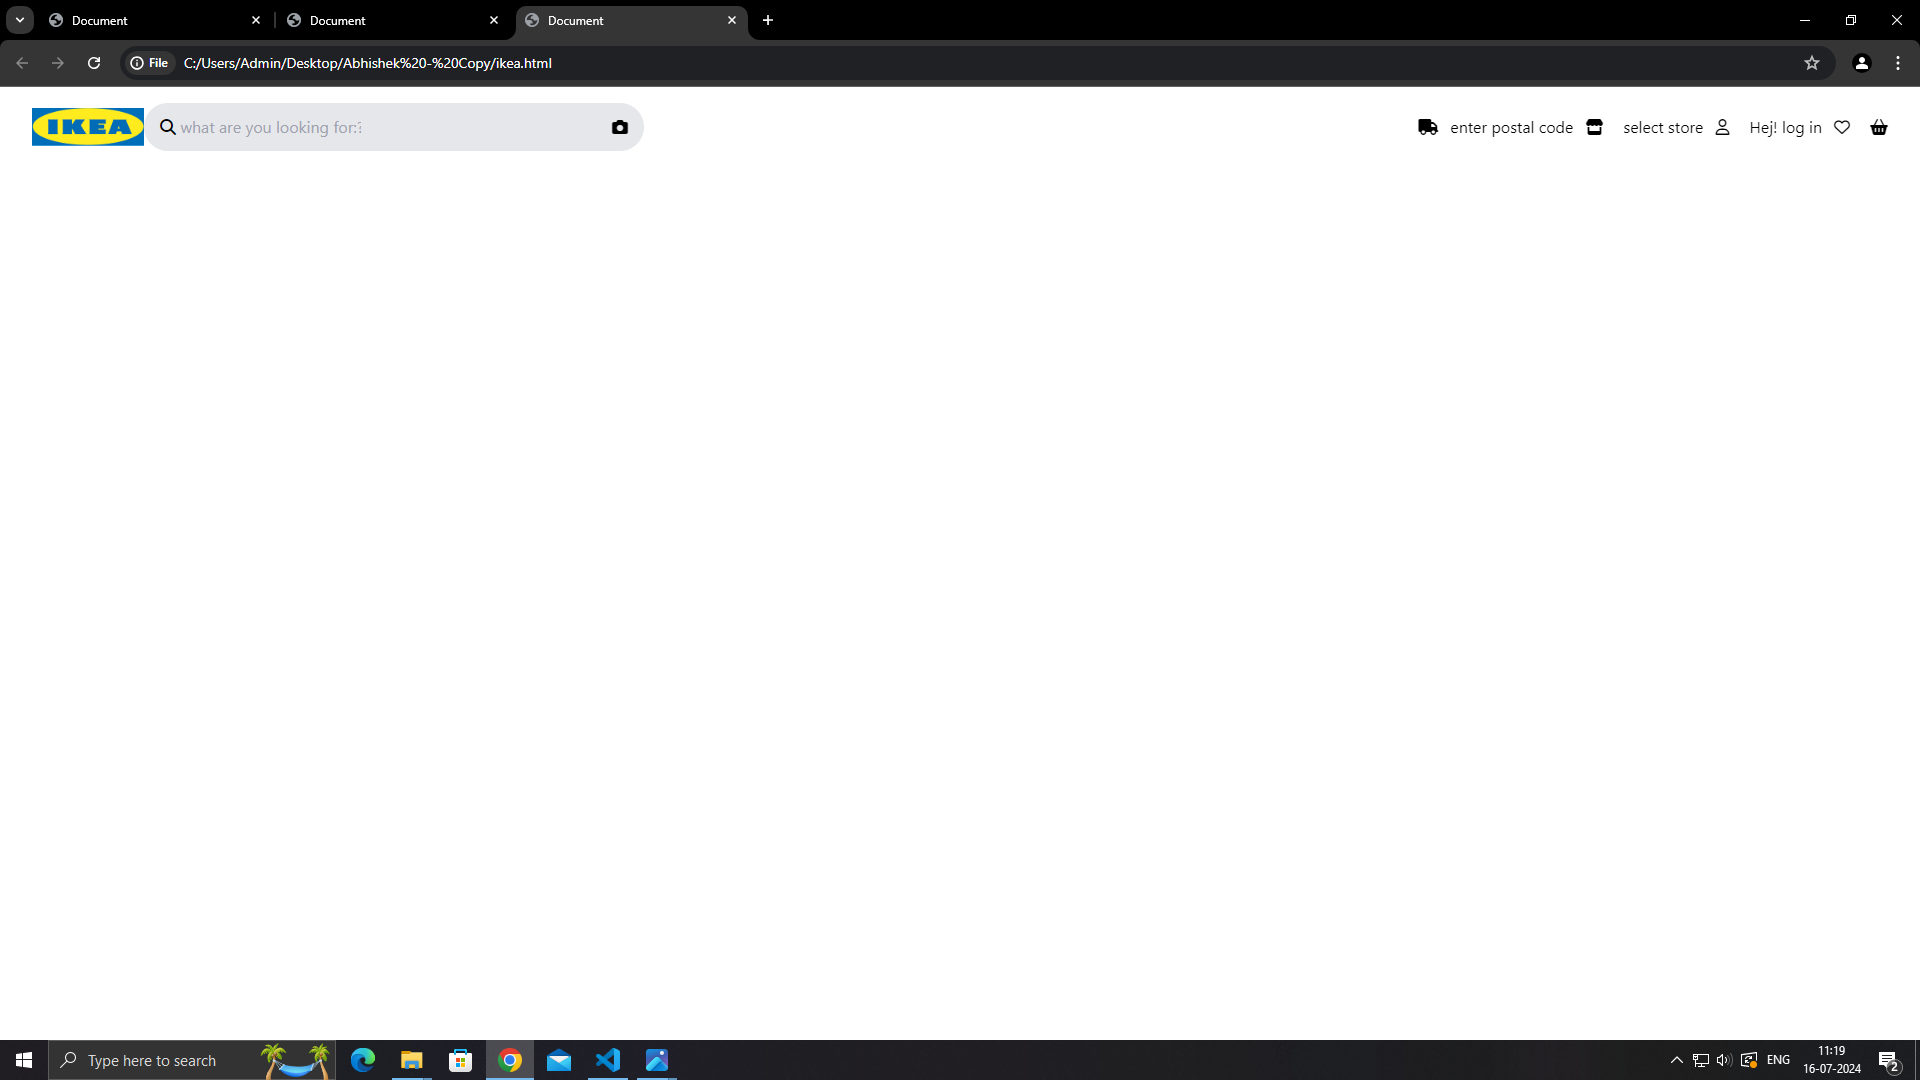 Document
Document
Document
File
C:/Users/Admin/Desktop/Abhishek%20-%20Copy/ikea.html
IKEA
what are you looking for:
enter postal code
select store
Hej! log in
Type here to search
ENG
11:19
16-07-2024
2